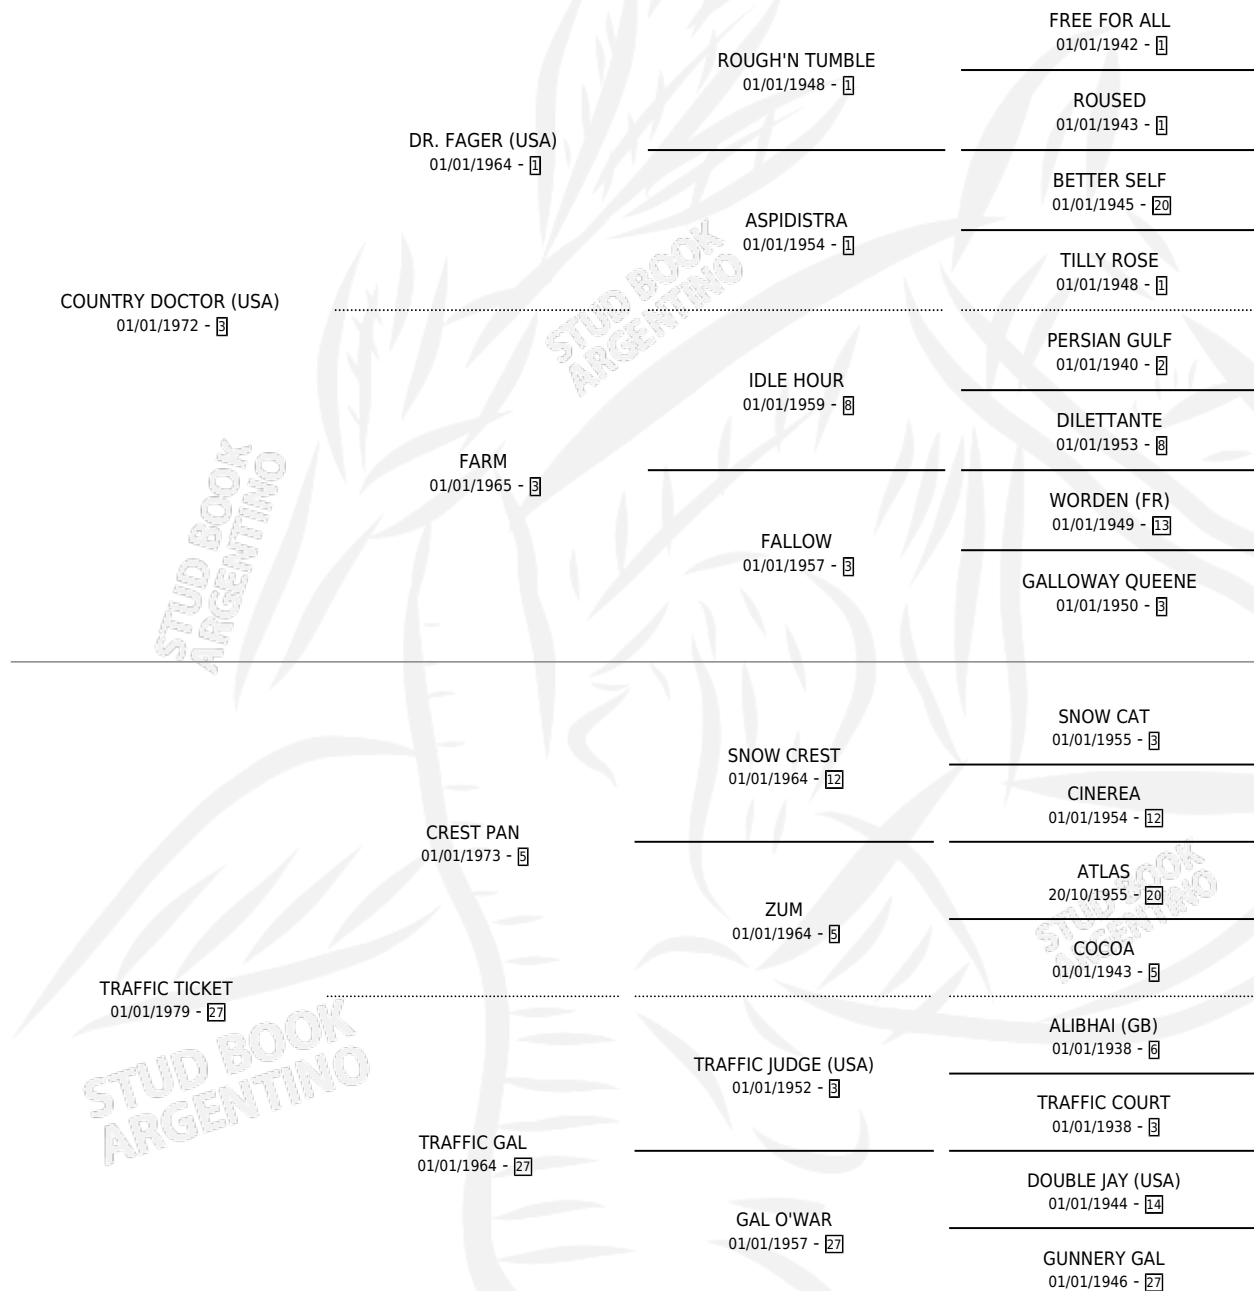 FREE FOR ALL
01/01/1942 - 1
ROUGH'N TUMBLE
01/01/1948 - 1
ROUSED
01/01/1943 - 1
DR. FAGER (USA)
01/01/1964 - 1
BETTER SELF
01/01/1945 - 20
ASPIDISTRA
01/01/1954 - 1
TILLY ROSE
01/01/1948 - 1
COUNTRY DOCTOR (USA)
01/01/1972 - 3
PERSIAN GULF
01/01/1940 - 2
IDLE HOUR
01/01/1959 - 8
DILETTANTE
01/01/1953 - 8
FARM
01/01/1965 - 3
WORDEN (FR)
01/01/1949 - 13
FALLOW
01/01/1957 - 3
GALLOWAY QUEENE
01/01/1950 - 3
SNOW CAT
01/01/1955 - 3
SNOW CREST
01/01/1964 - 12
CINEREA
01/01/1954 - 12
CREST PAN
01/01/1973 - 5
ATLAS
20/10/1955 - 20
ZUM
01/01/1964 - 5
COCOA
01/01/1943 - 5
TRAFFIC TICKET
01/01/1979 - 27
ALIBHAI (GB)
01/01/1938 - 6
TRAFFIC JUDGE (USA)
01/01/1952 - 3
TRAFFIC COURT
01/01/1938 - 3
TRAFFIC GAL
01/01/1964 - 27
DOUBLE JAY (USA)
01/01/1944 - 14
GAL O'WAR
01/01/1957 - 27
GUNNERY GAL
01/01/1946 - 27
STUD BOOK
ARGENTINO
STUD BOOK
ARGENTINO
STUD BOOK
ARGENTINO
STUD BOOK
ARGENTINO